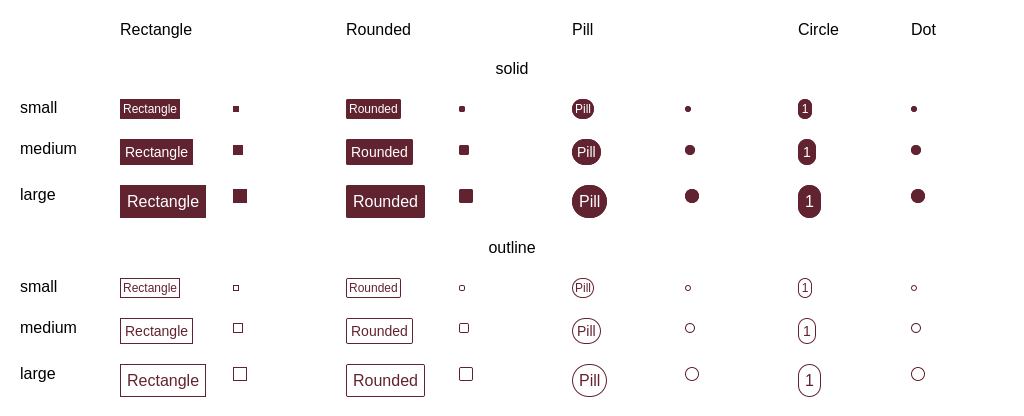 Rectangle Rounded Pill Circle Dot
solid
small Rectangle Rounded Pill 1
medium Rectangle Rounded Pill 1
large Rectangle Rounded Pill 1
outline
small Rectangle Rounded Pill 1
medium Rectangle Rounded Pill 1
large Rectangle Rounded Pill 1